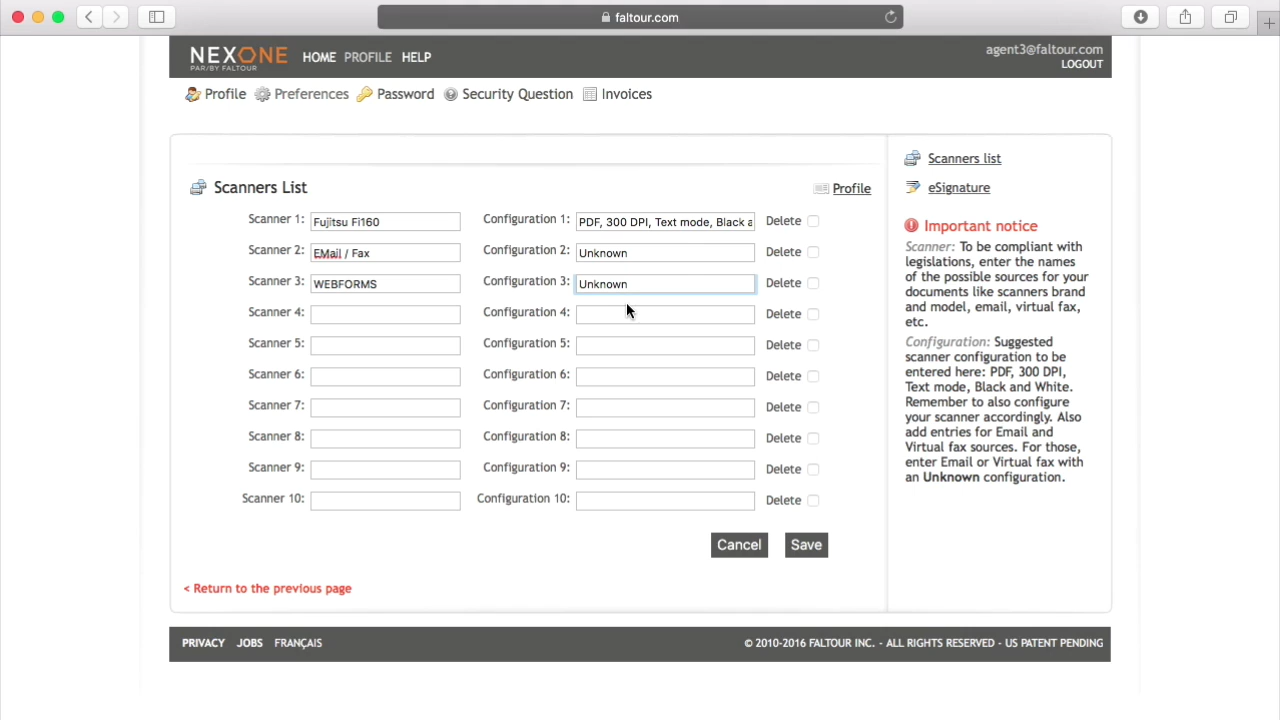 faltour.com
NEXONE
PAR/BY FALTOUR
HOME PROFILE HELP
agent3@faltour.com
LOGOUT
Profile Preferences Password Security Question Invoices
Scanners List
Profile
Scanner 1: Fujitsu Fi160 Configuration 1: PDF, 300 DPI, Text mode, Black a Delete
Scanner 2: EMail / Fax Configuration 2: Unknown Delete
Scanner 3: WEBFORMS Configuration 3: Unknown Delete
Scanner 4: Configuration 4: Delete
Scanner 5: Configuration 5: Delete
Scanner 6: Configuration 6: Delete
Scanner 7: Configuration 7: Delete
Scanner 8: Configuration 8: Delete
Scanner 9: Configuration 9: Delete
Scanner 10: Configuration 10: Delete
Cancel Save
< Return to the previous page
Scanners list
eSignature
Important notice
Scanner: To be compliant with
legislations, enter the names
of the possible sources for your
documents like scanners brand
and model, email, virtual fax,
etc.
Configuration: Suggested
scanner configuration to be
entered here: PDF, 300 DPI,
Text mode, Black and White.
Remember to also configure
your scanner accordingly. Also
add entries for Email and
Virtual fax sources. For those,
enter Email or Virtual fax with
an Unknown configuration.
PRIVACY JOBS FRANÇAIS
© 2010-2016 FALTOUR INC. - ALL RIGHTS RESERVED - US PATENT PENDING